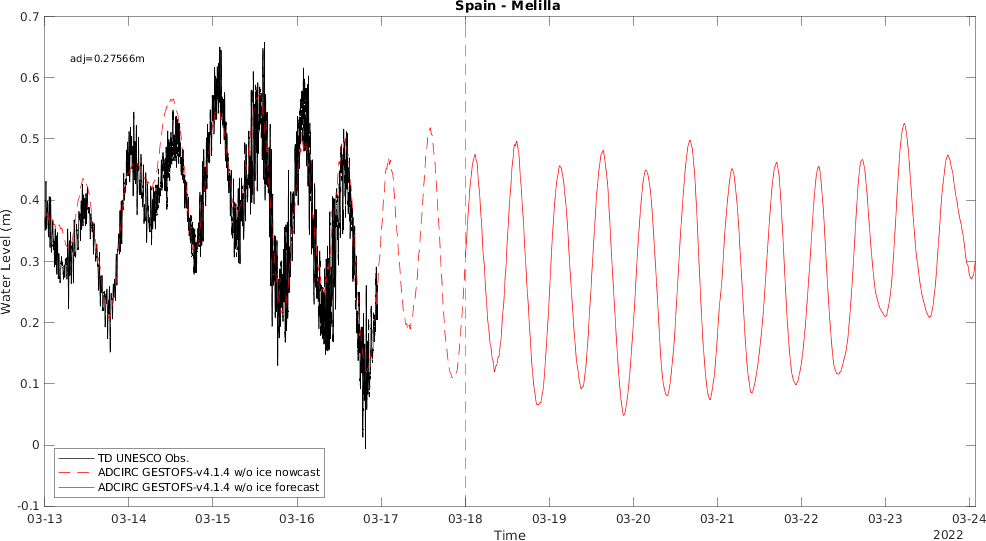 Spain - Melilla
0.7
0.6
0.5
0.4
0.3
0.2
0.1
0
-0.1
Water Level (m)
adj=0.27566m
TD UNESCO Obs.
ADCIRC GESTOFS-v4.1.4 w/o ice nowcast
ADCIRC GESTOFS-v4.1.4 w/o ice forecast
03-13 03-14 03-15 03-16 03-17 03-18 03-19 03-20 03-21 03-22 03-23 03-24
Time
2022